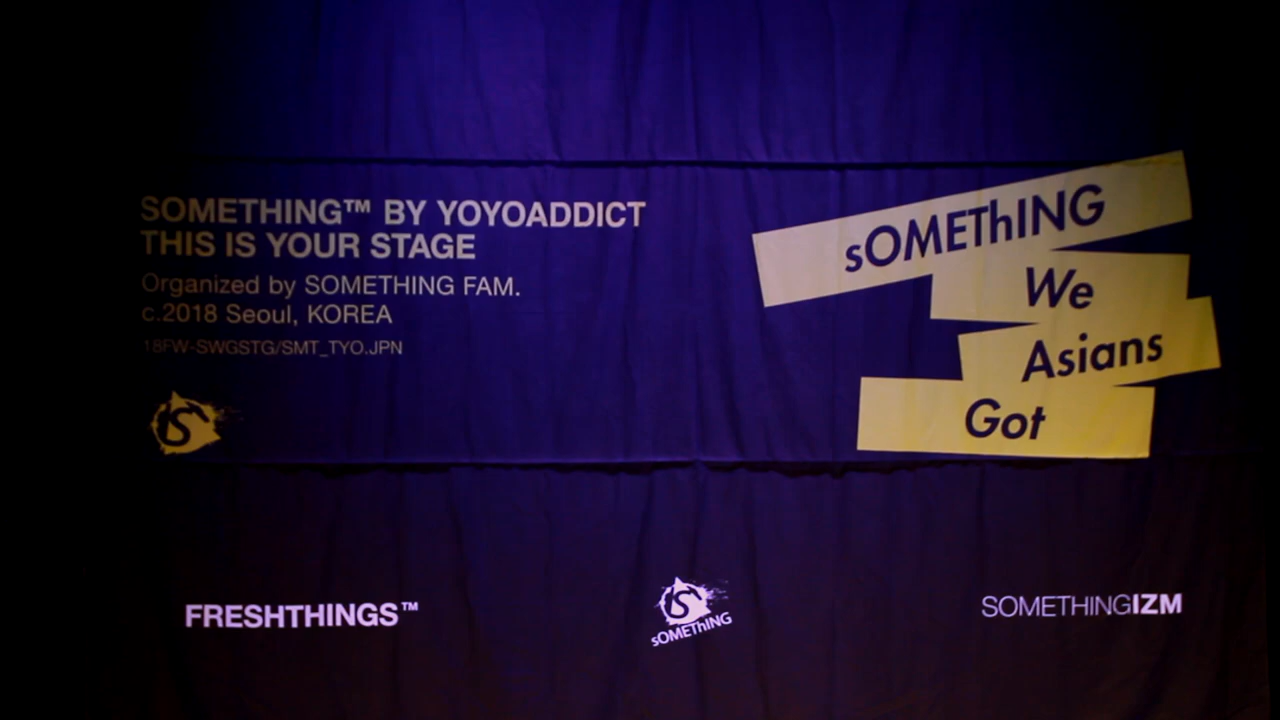 SOMETHING™ BY YOYOADDICT
THIS IS YOUR STAGE
Organized by SOMETHING FAM.
c.2018 Seoul, KOREA
18FW-SWGSTG/SMT_TYO.JPN
sOMEThING
We
Asians
Got
FRESHTHINGS™
sOMEThING
SOMETHINGIZM